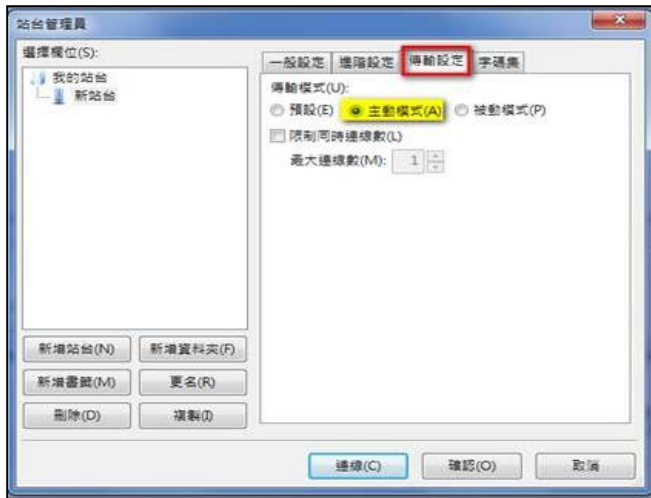 站台管理員
選擇欄位(S):
我的站台
新站台
新增站台(N) 新增資料夾(F)
新增書籤(M) 更名(R)
刪除(D) 複製(I)
一般設定 進階設定 傳輸設定 字碼集
傳輸模式(U):
預設(E) 主動模式(A) 被動模式(P)
限制同時連線數(L)
最大連線數(M): 1
連線(C) 確認(O) 取消